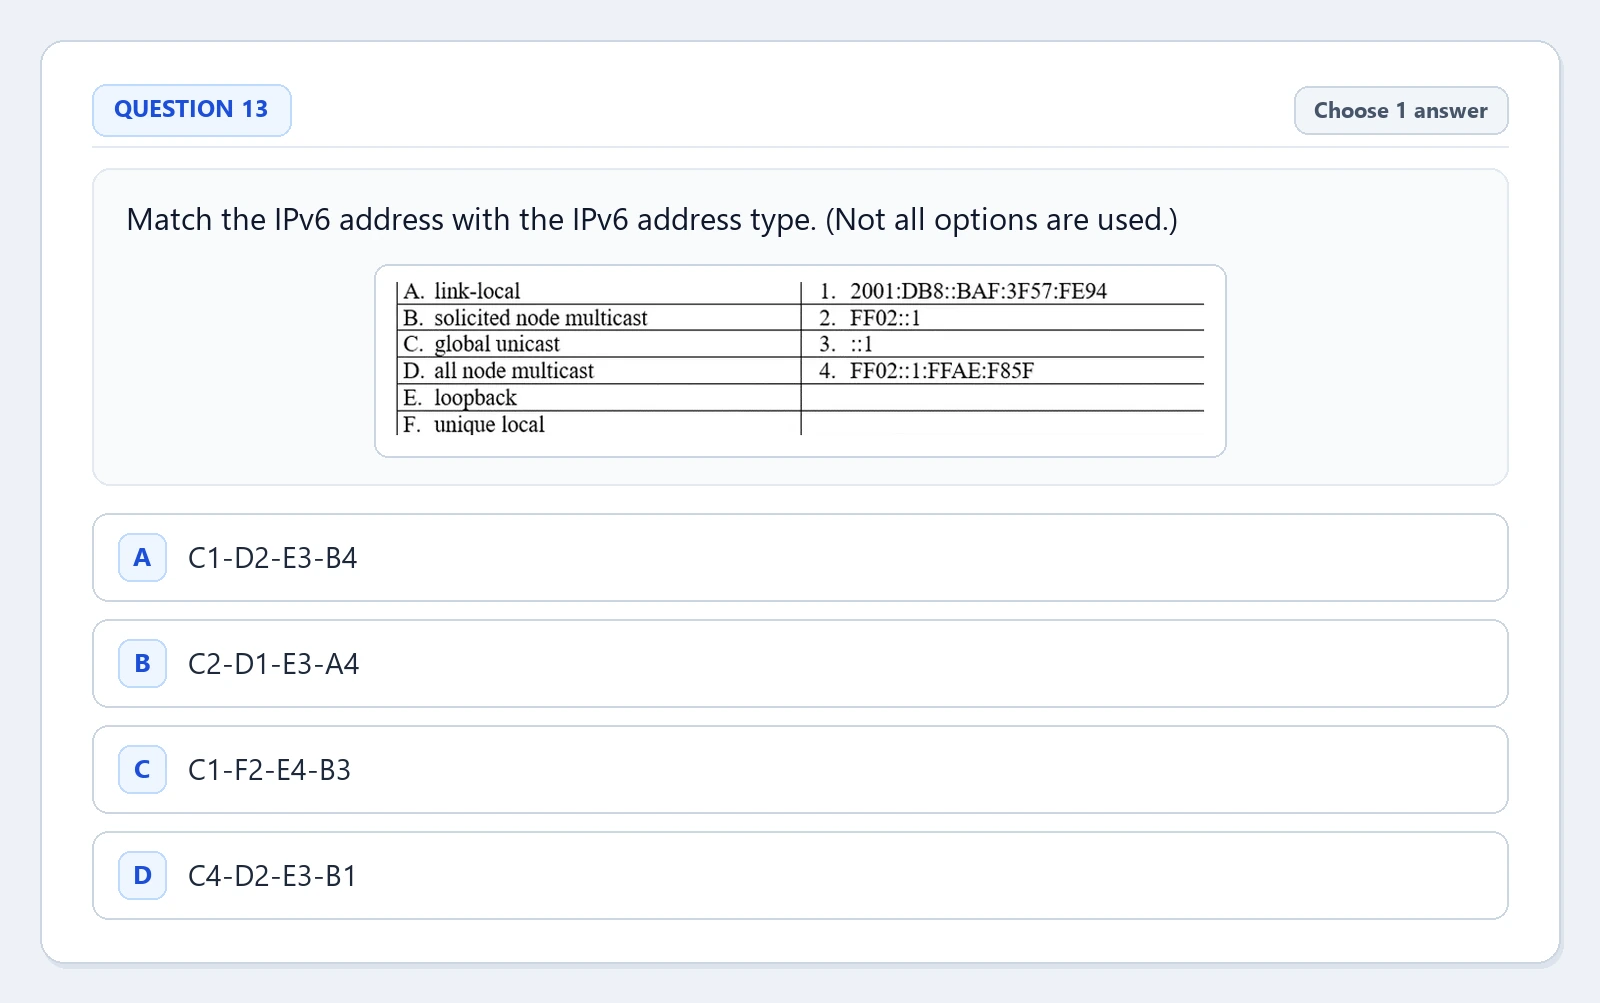 QUESTION 13
Choose 1 answer
Match the IPv6 address with the IPv6 address type. (Not all options are used.)
A. link-local 1. 2001:DB8::BAF:3F57:FE94
B. solicited node multicast 2. FF02::1
C. global unicast 3. ::1
D. all node multicast 4. FF02::1:FFAE:F85F
E. loopback
F. unique local
A C1-D2-E3-B4
B C2-D1-E3-A4
C C1-F2-E4-B3
D C4-D2-E3-B1